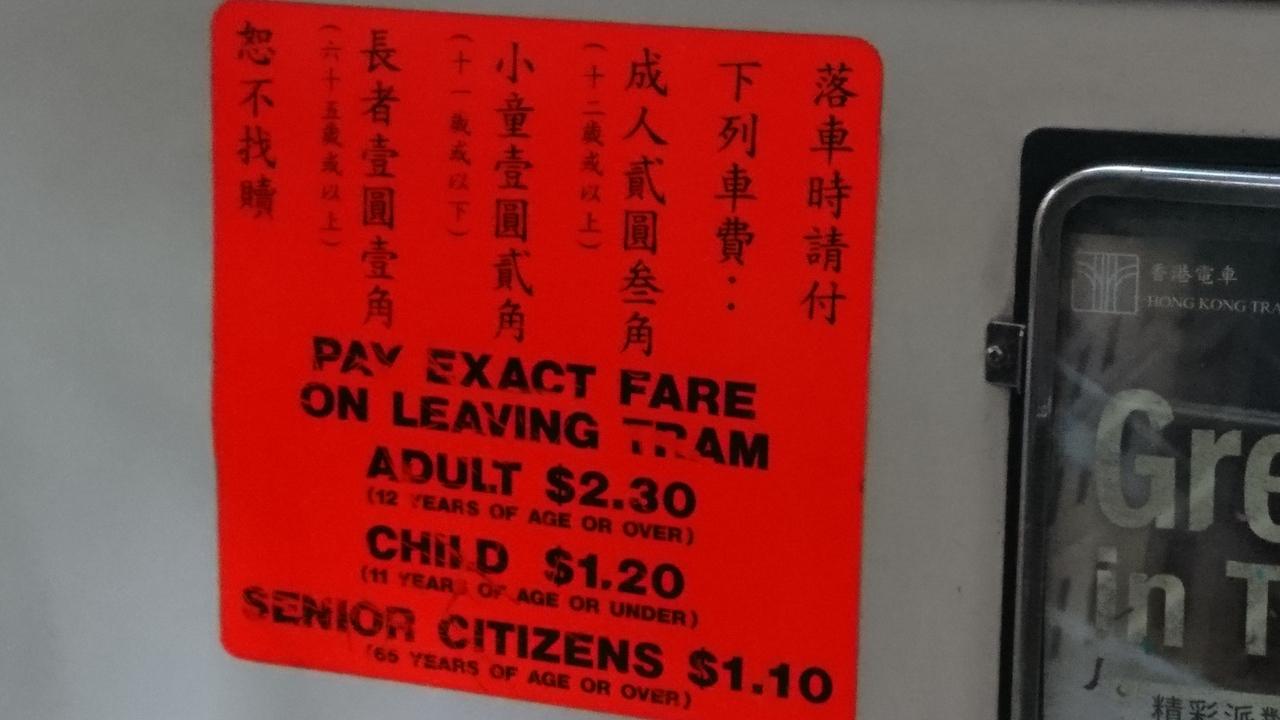 落車時請付
下列車費：
成人貳圓叁角
（十二歲或以上）
小童壹圓貳角
（十一歲或以下）
長者壹圓壹角
（六十五歲或以上）
恕不找贖
PAY EXACT FARE
ON LEAVING TRAM
ADULT $2.30
(12 YEARS OF AGE OR OVER)
CHILD $1.20
(11 YEARS OF AGE OR UNDER)
SENIOR CITIZENS $1.10
(65 YEARS OF AGE OR OVER)
香港電車
HONG KONG TRA
Gre
in T
精彩派